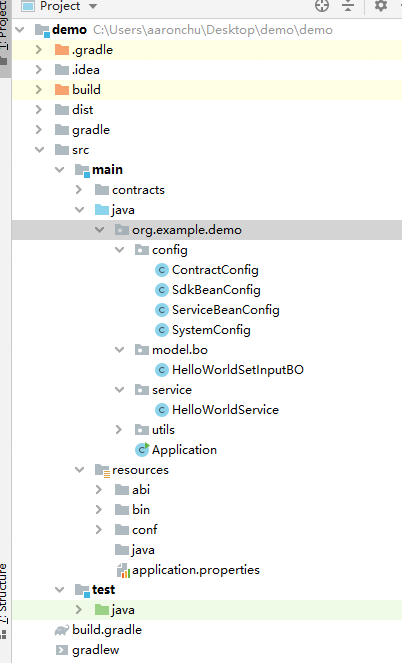 Project
1: Project
demo C:\Users\aaronchu\Desktop\demo\demo
.gradle
.idea
build
dist
gradle
src
main
contracts
java
org.example.demo
config
ContractConfig
SdkBeanConfig
ServiceBeanConfig
SystemConfig
model.bo
HelloWorldSetInputBO
service
HelloWorldService
utils
Application
resources
abi
bin
conf
java
application.properties
test
java
build.gradle
gradlew
7: Structure